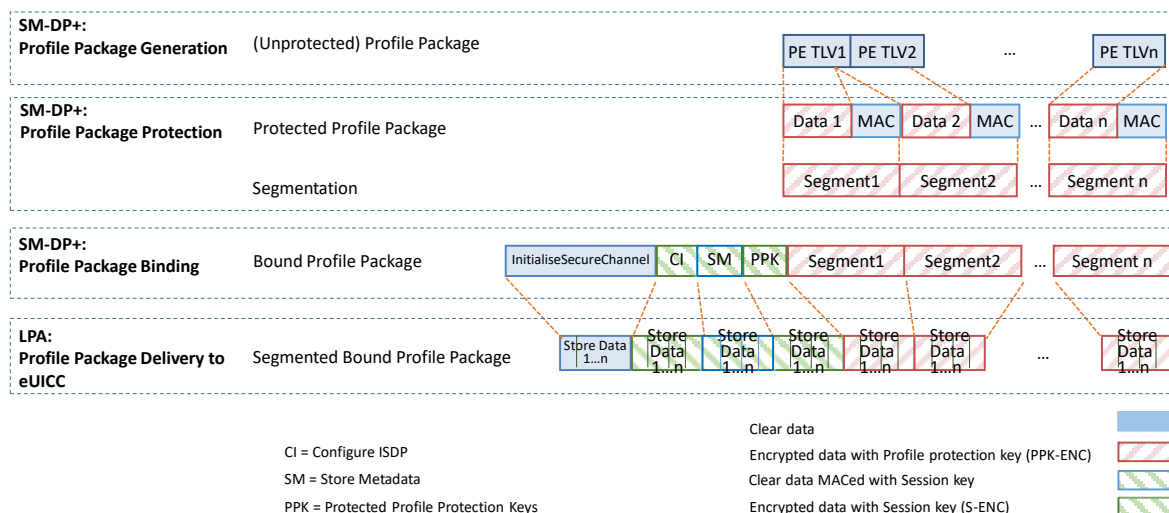 SM-DP+:
Profile Package Generation
(Unprotected) Profile Package
PE TLV1 PE TLV2 ... PE TLVn
SM-DP+:
Profile Package Protection
Protected Profile Package
Data 1 MAC Data 2 MAC ... Data n MAC
Segmentation
Segment1 Segment2 ... Segment n
SM-DP+:
Profile Package Binding
Bound Profile Package
InitialiseSecureChannel CI SM PPK Segment1 Segment2 ... Segment n
LPA:
Profile Package Delivery to
eUICC
Segmented Bound Profile Package
Store Data
1...n
Store
Data
1...n
Store
Data
1...n
Store
Data
1...n
Store
Data
1...n
Store
Data
1...n
...
Store
Data
1...n
CI = Configure ISDP
SM = Store Metadata
PPK = Protected Profile Protection Keys
Clear data
Encrypted data with Profile protection key (PPK-ENC)
Clear data MACed with Session key
Encrypted data with Session key (S-ENC)